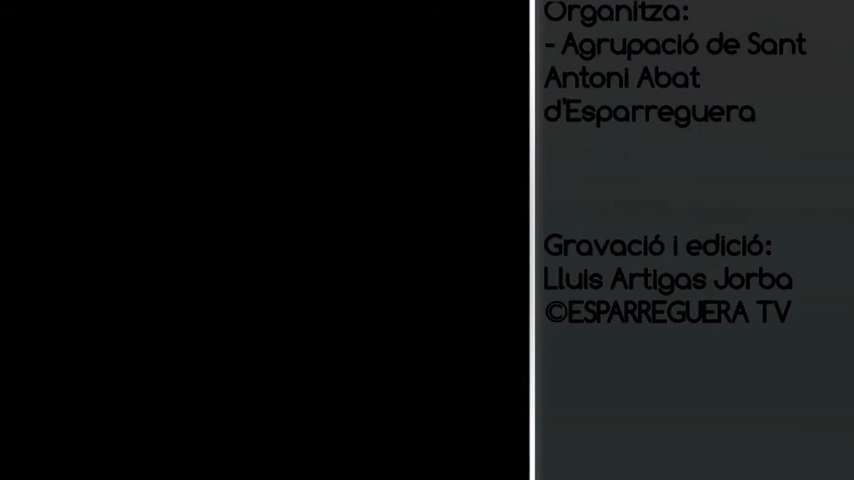 Organitza:
- Agrupació de Sant
Antoni Abat
d'Esparreguera
Gravació i edició:
Lluis Artigas Jorba
©ESPARREGUERA TV